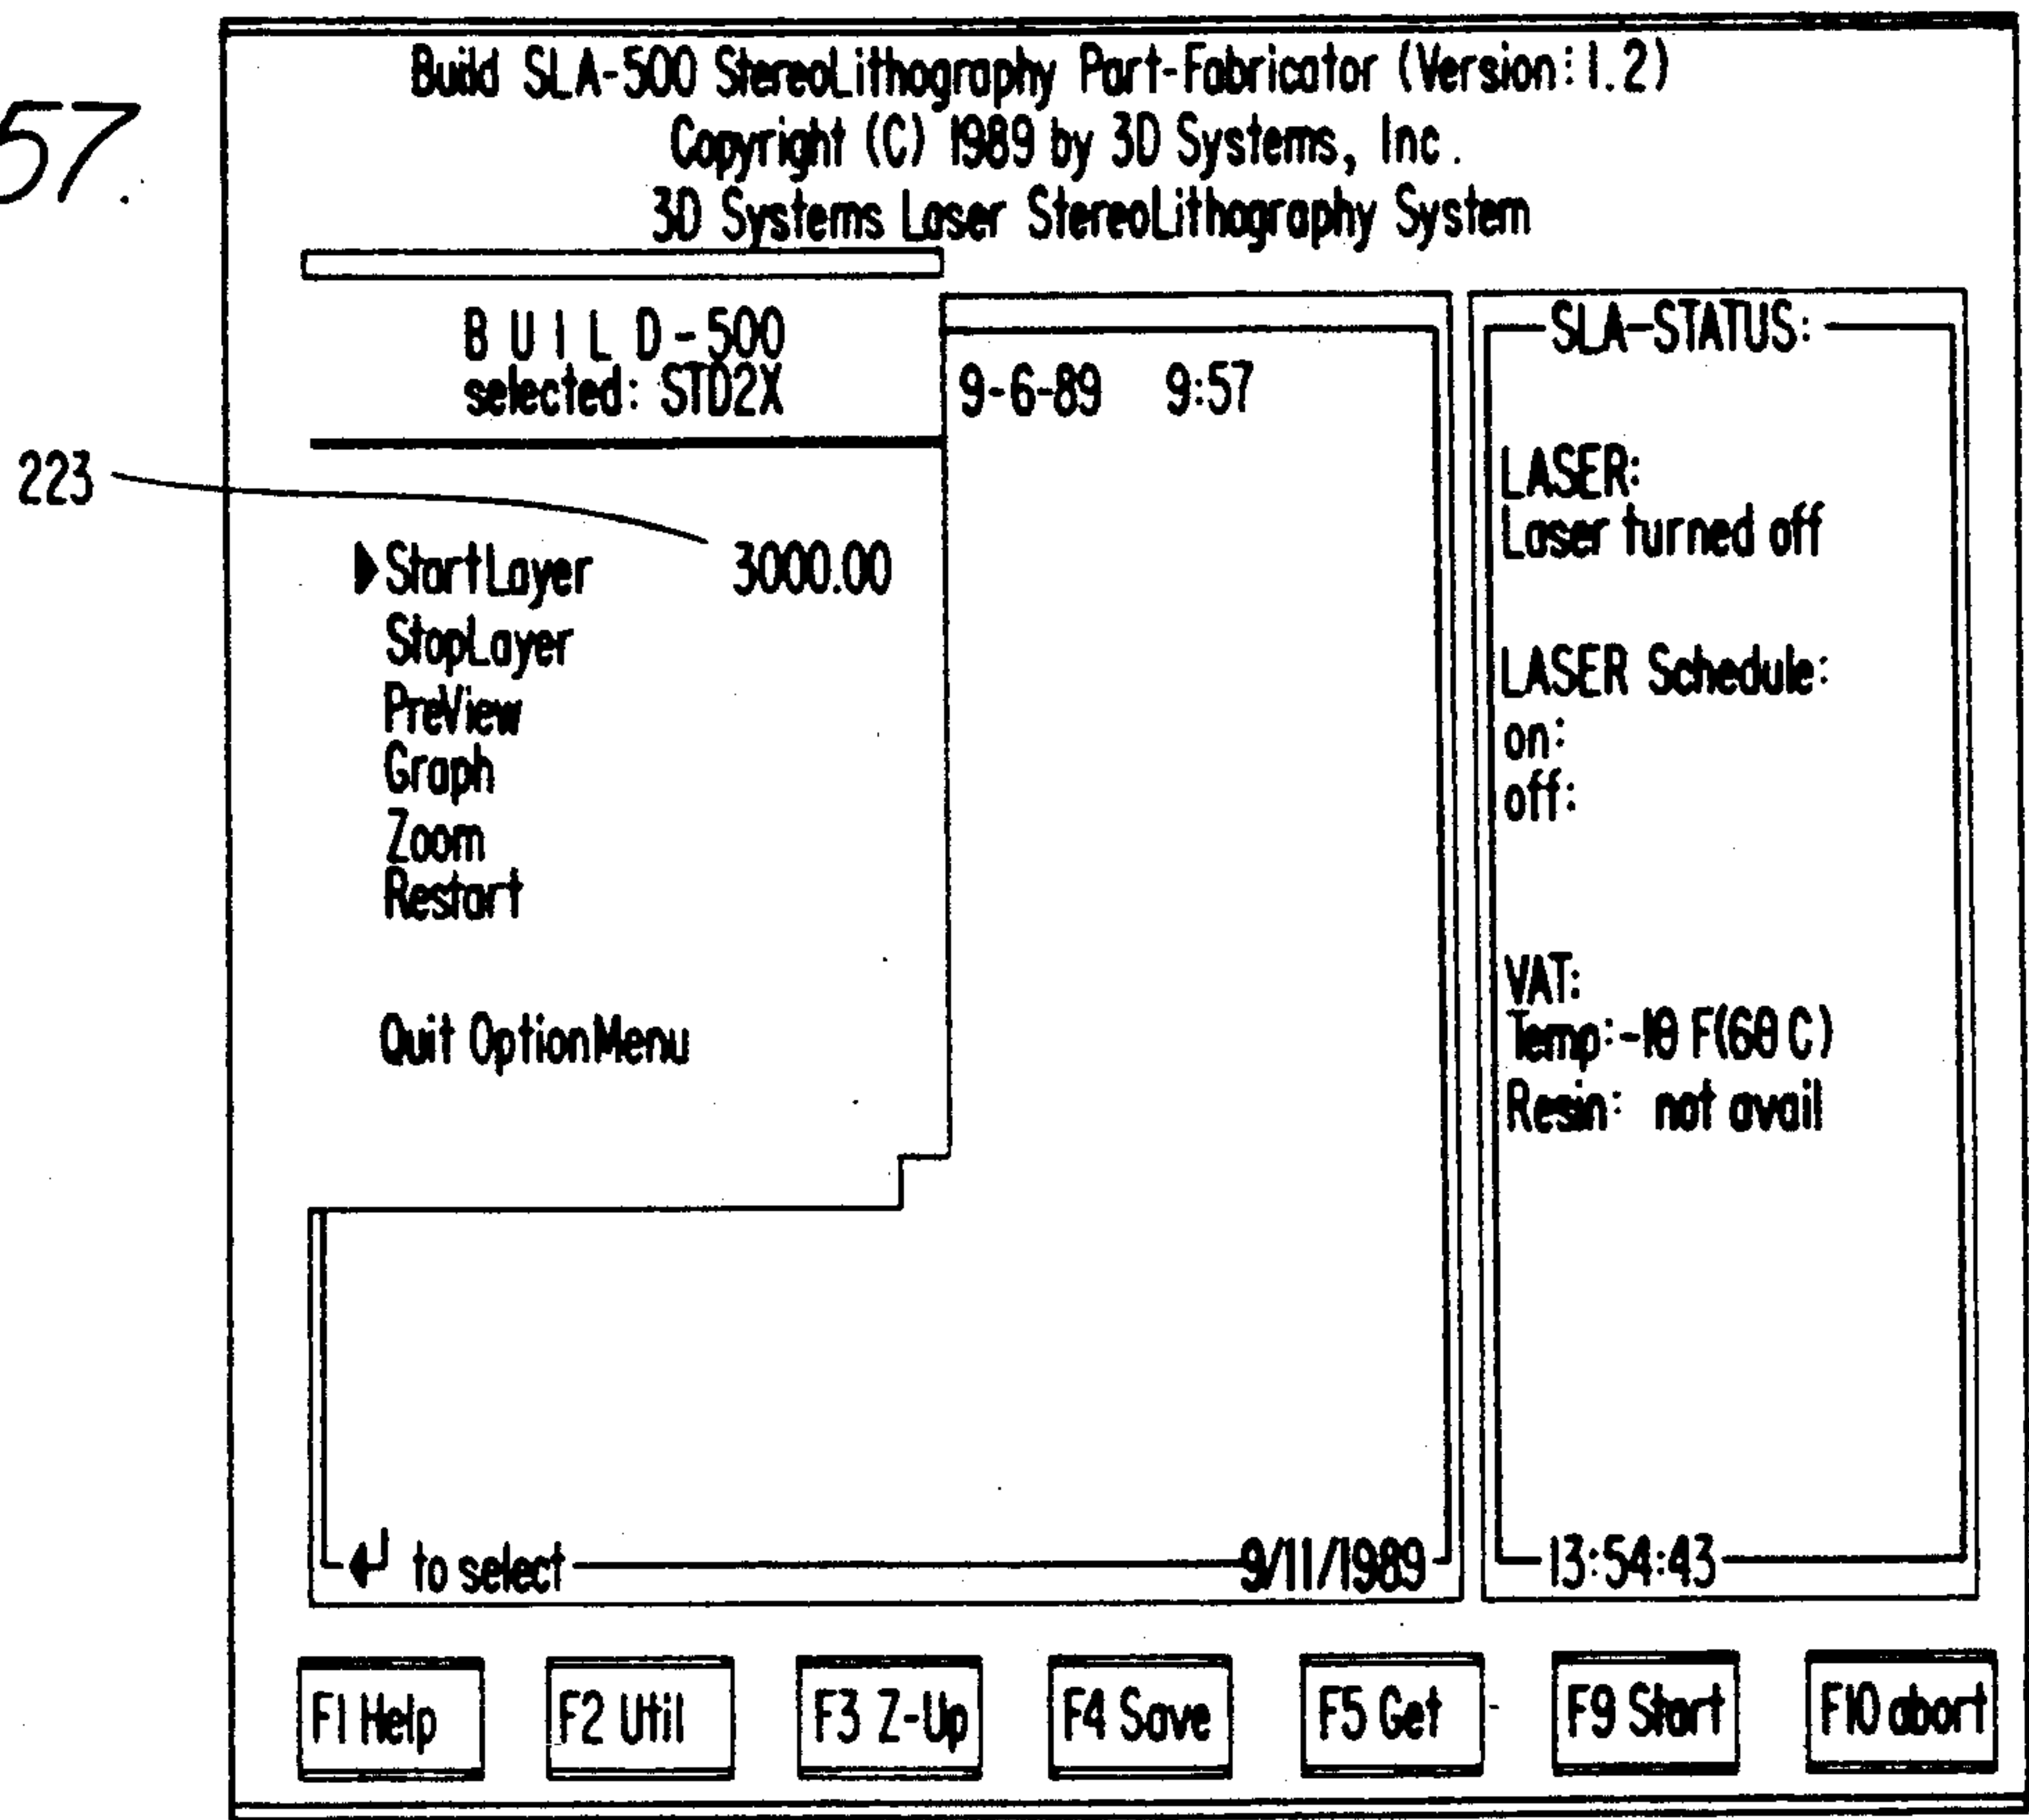 57.
Build SLA-500 StereoLithography Part-Fabricator (Version: 1.2)
Copyright (C) 1989 by 3D Systems, Inc.
3D Systems Laser StereoLithography System
B U I L D - 500
selected: STD2X
9-6-89 9:57
223
StartLayer 3000.00
StopLayer
PreView
Graph
Zoom
Restart
Quit OptionMenu
↵ to select
9/11/1989
SLA-STATUS:
LASER:
Laser turned off
LASER Schedule:
on:
off:
VAT:
Temp: -10 F(60 C)
Resin: not avail
13:54:43
F1 Help
F2 Util
F3 Z-Up
F4 Save
F5 Get
F9 Start
F10 abort